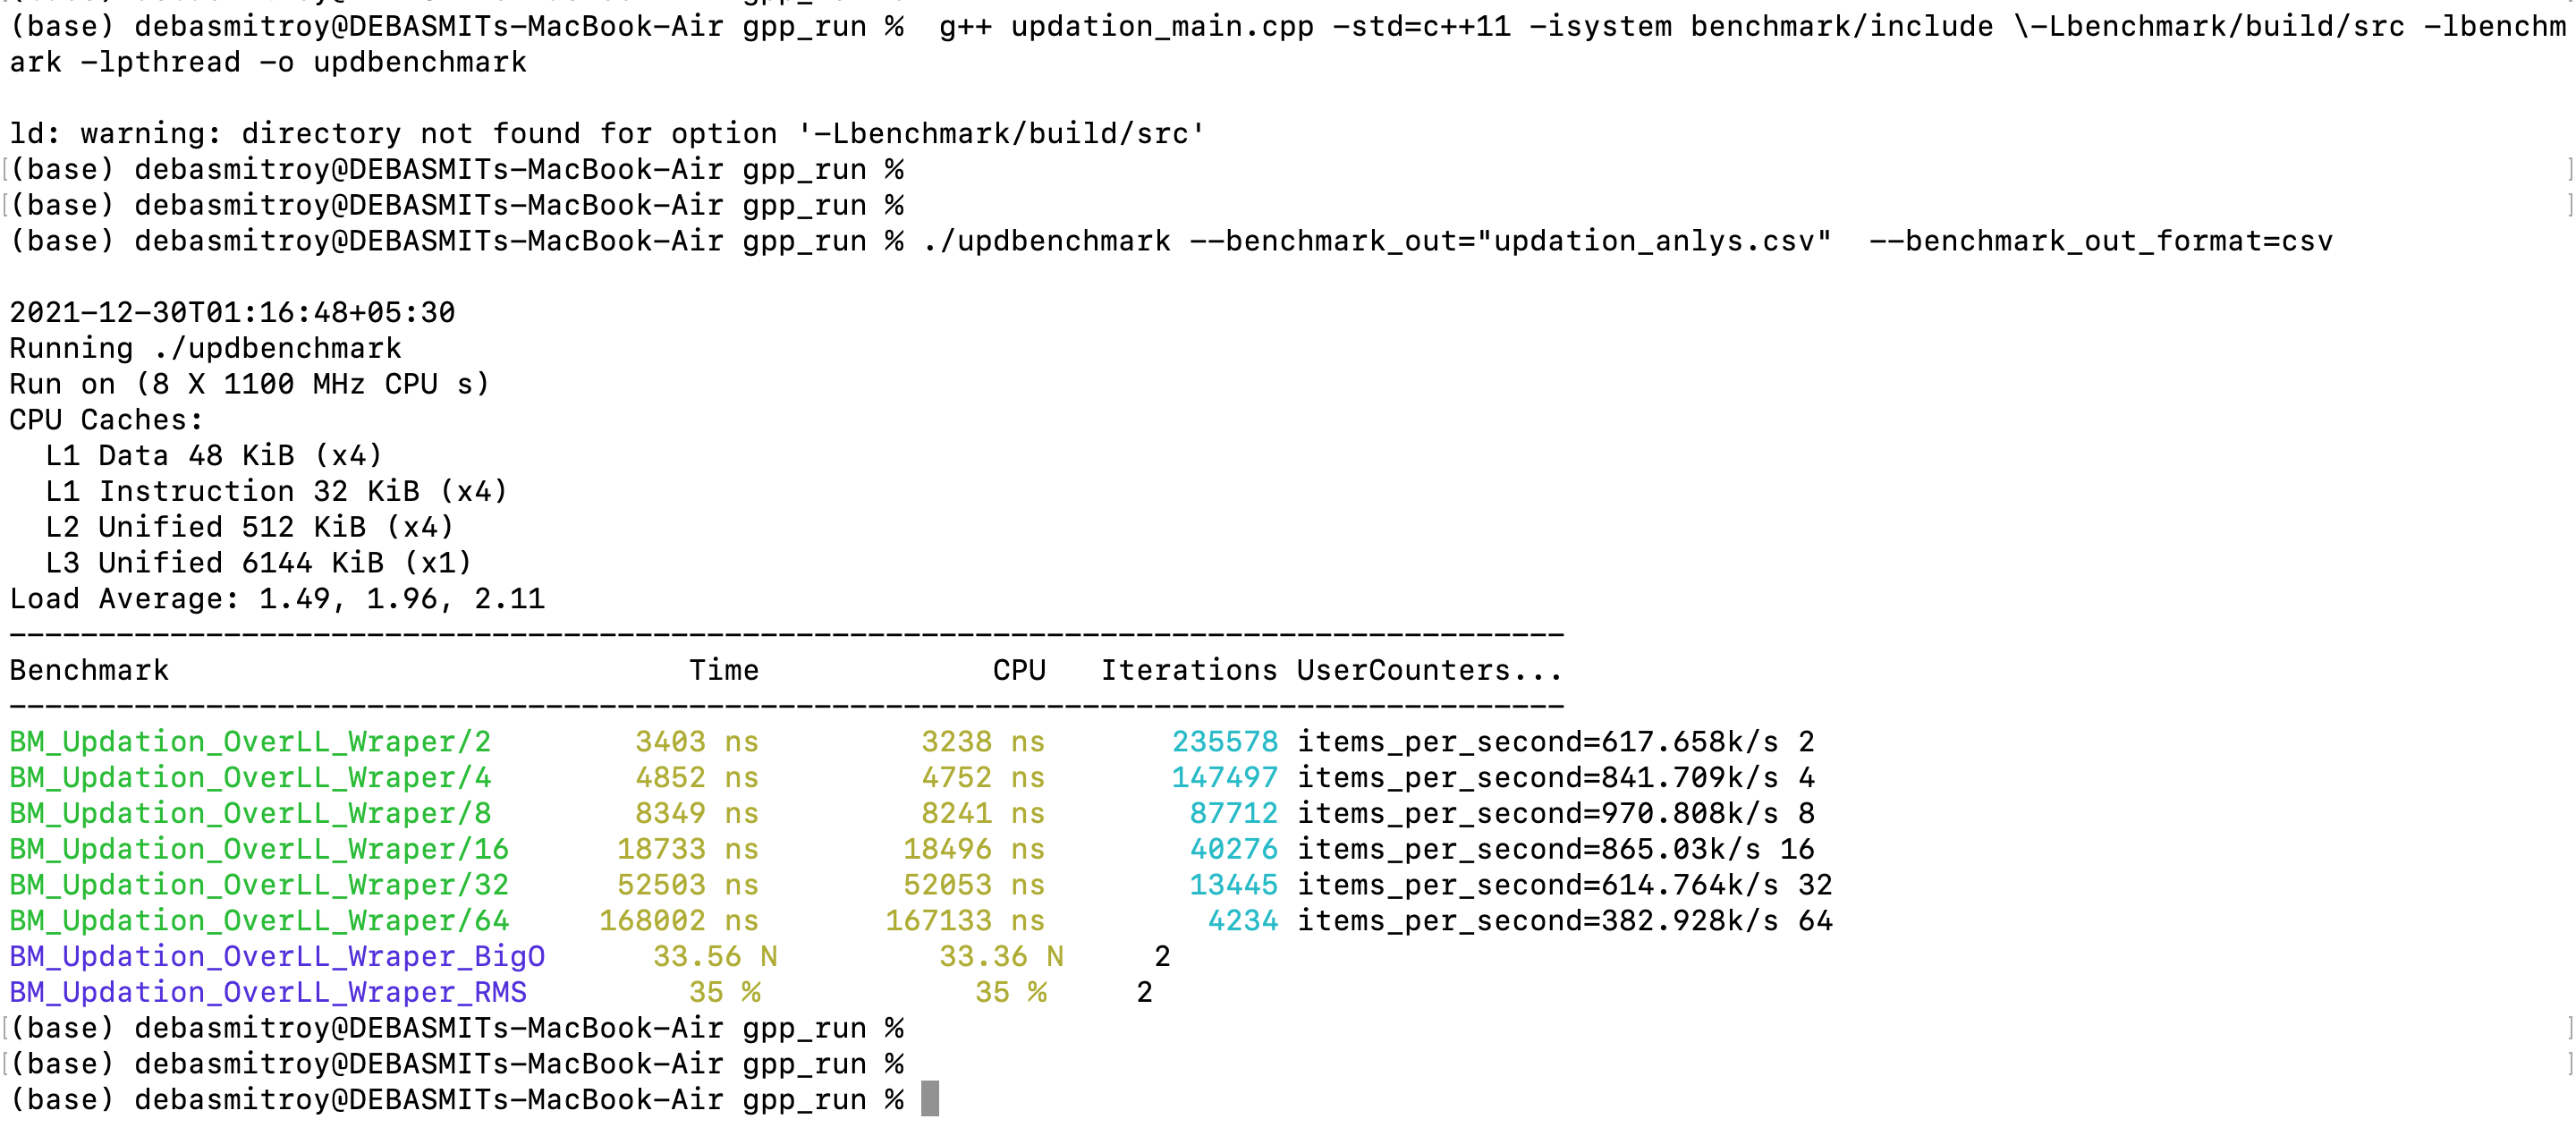 (base) debasmitroy@DEBASMITs-MacBook-Air gpp_run %
(base) debasmitroy@DEBASMITs-MacBook-Air gpp_run %  g++ updation_main.cpp -std=c++11 -isystem benchmark/include \-Lbenchmark/build/src -lbenchm
ark -lpthread -o updbenchmark
ld: warning: directory not found for option '-Lbenchmark/build/src'
[(base) debasmitroy@DEBASMITs-MacBook-Air gpp_run % ]
[(base) debasmitroy@DEBASMITs-MacBook-Air gpp_run % ]
(base) debasmitroy@DEBASMITs-MacBook-Air gpp_run % ./updbenchmark --benchmark_out="updation_anlys.csv"  --benchmark_out_format=csv
2021-12-30T01:16:48+05:30
Running ./updbenchmark
Run on (8 X 1100 MHz CPU s)
CPU Caches:
  L1 Data 48 KiB (x4)
  L1 Instruction 32 KiB (x4)
  L2 Unified 512 KiB (x4)
  L3 Unified 6144 KiB (x1)
Load Average: 1.49, 1.96, 2.11
---------------------------------------------------------------------------------------
Benchmark                             Time             CPU   Iterations UserCounters...
---------------------------------------------------------------------------------------
BM_Updation_OverLL_Wraper/2        3403 ns         3238 ns       235578 items_per_second=617.658k/s 2
BM_Updation_OverLL_Wraper/4        4852 ns         4752 ns       147497 items_per_second=841.709k/s 4
BM_Updation_OverLL_Wraper/8        8349 ns         8241 ns        87712 items_per_second=970.808k/s 8
BM_Updation_OverLL_Wraper/16      18733 ns        18496 ns        40276 items_per_second=865.03k/s 16
BM_Updation_OverLL_Wraper/32      52503 ns        52053 ns        13445 items_per_second=614.764k/s 32
BM_Updation_OverLL_Wraper/64     168002 ns       167133 ns         4234 items_per_second=382.928k/s 64
BM_Updation_OverLL_Wraper_BigO      33.56 N         33.36 N     2
BM_Updation_OverLL_Wraper_RMS         35 %            35 %     2
[(base) debasmitroy@DEBASMITs-MacBook-Air gpp_run % ]
[(base) debasmitroy@DEBASMITs-MacBook-Air gpp_run % ]
(base) debasmitroy@DEBASMITs-MacBook-Air gpp_run %